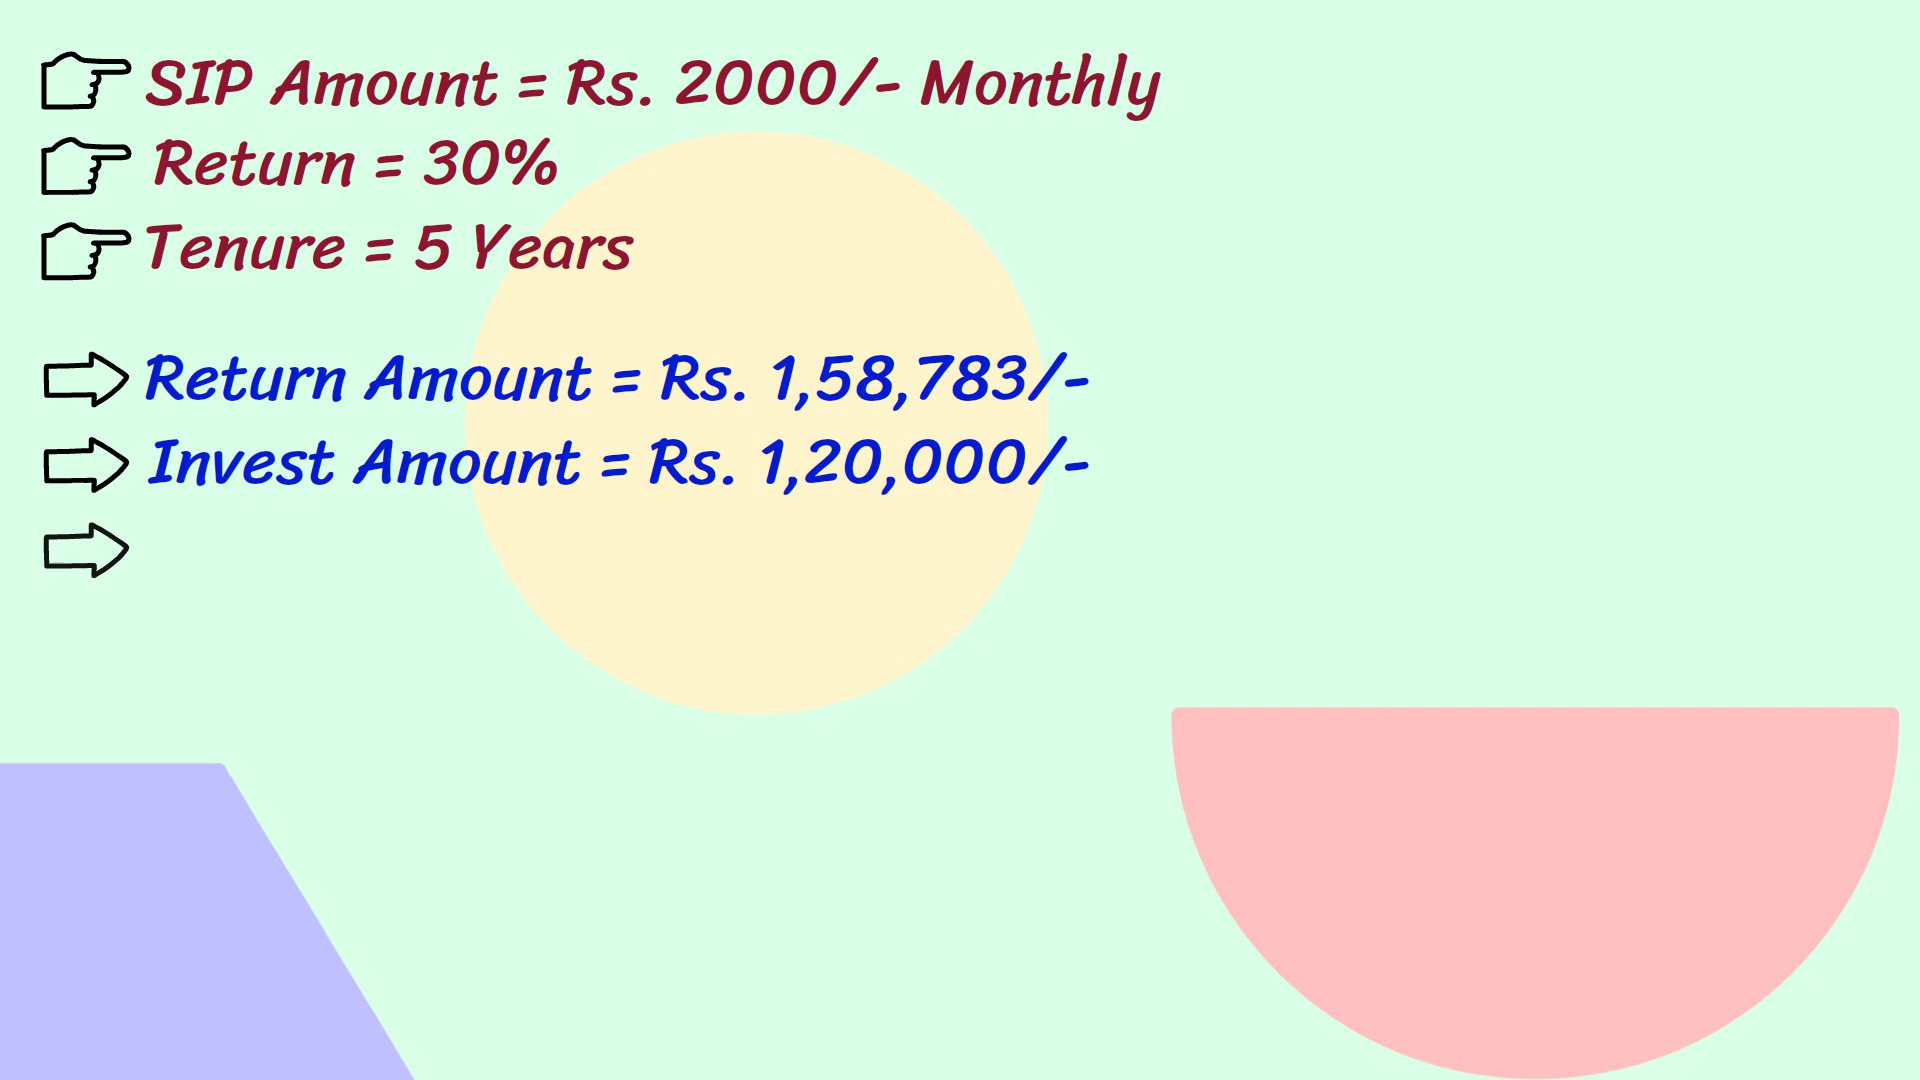 SIP Amount = Rs. 2000/- Monthly
Return = 30%
Tenure = 5 Years
Return Amount = Rs. 1,58,783/-
Invest Amount = Rs. 1,20,000/-